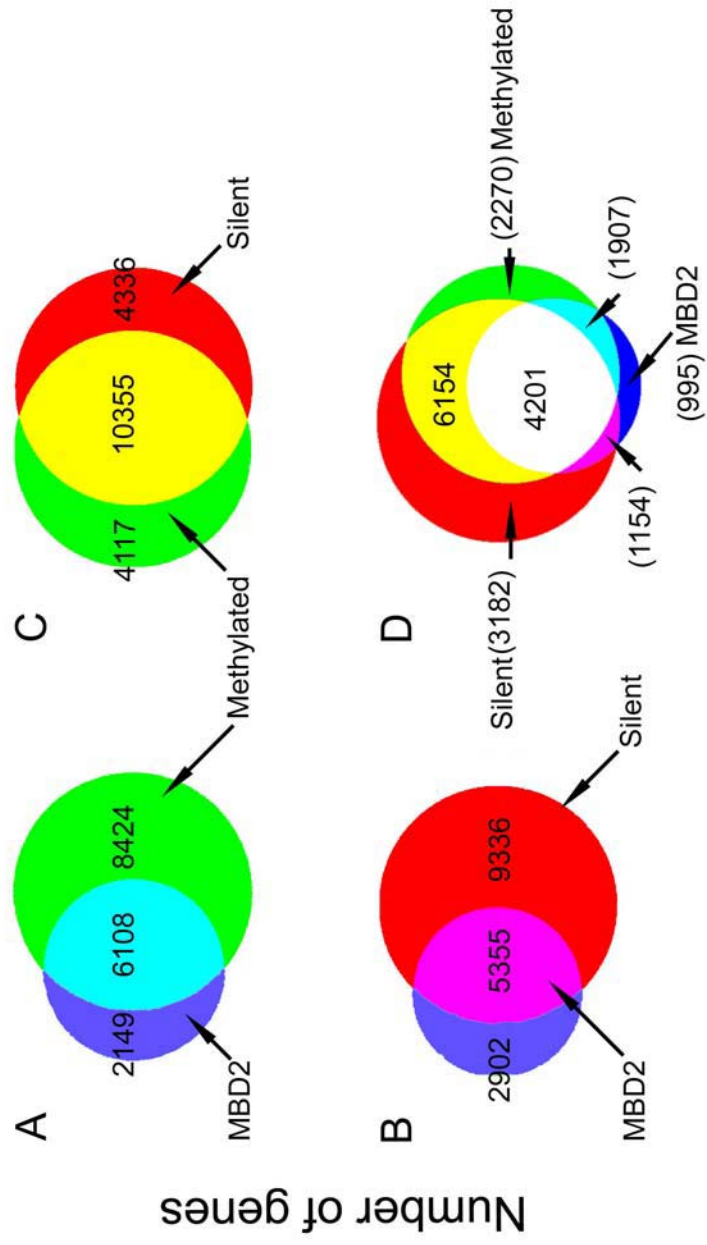 Number of genes
A
2149
6108
8424
MBD2
Methylated
B
2902
5355
9336
MBD2
Silent
C
4117
10355
4336
Silent
D
Silent(3182)
6154
4201
(2270) Methylated
(1907)
(995) MBD2
(1154)